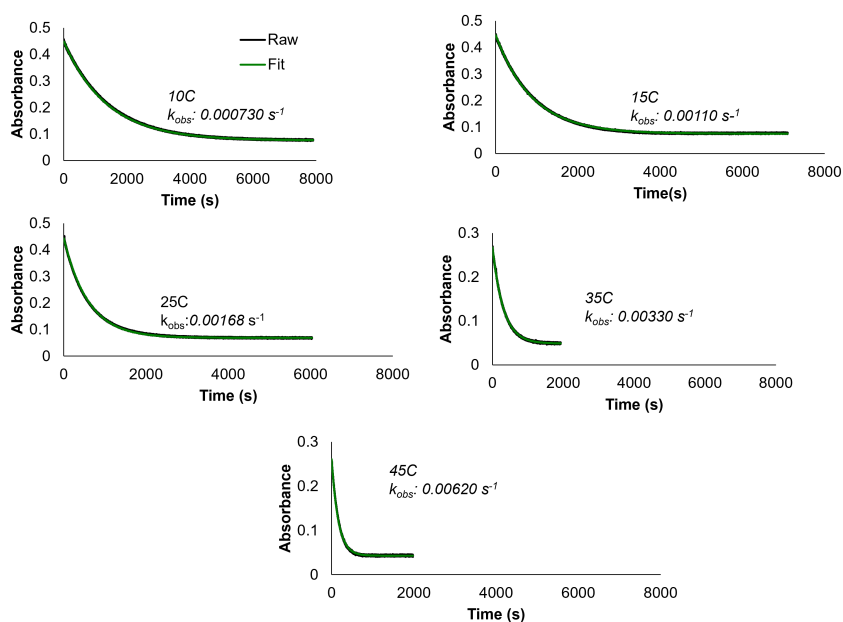 0.5
0.4
0.3
0.2
0.1
0
Absorbance
Raw
Fit
10C
kobs: 0.000730 s-1
0 2000 4000 6000 8000
Time (s)
0.5
0.4
0.3
0.2
0.1
0
Absorbance
15C
kobs: 0.00110 s-1
0 2000 4000 6000 8000
Time(s)
0.5
0.4
0.3
0.2
0.1
0
Absorbance
25C
kobs:0.00168 s-1
0 2000 4000 6000 8000
Time (s)
0.3
0.2
0.1
0
Absorbance
35C
kobs: 0.00330 s-1
0 2000 4000 6000 8000
Time (s)
0.3
0.2
0.1
0
Absorbance
45C
kobs: 0.00620 s-1
0 2000 4000 6000 8000
Time (s)